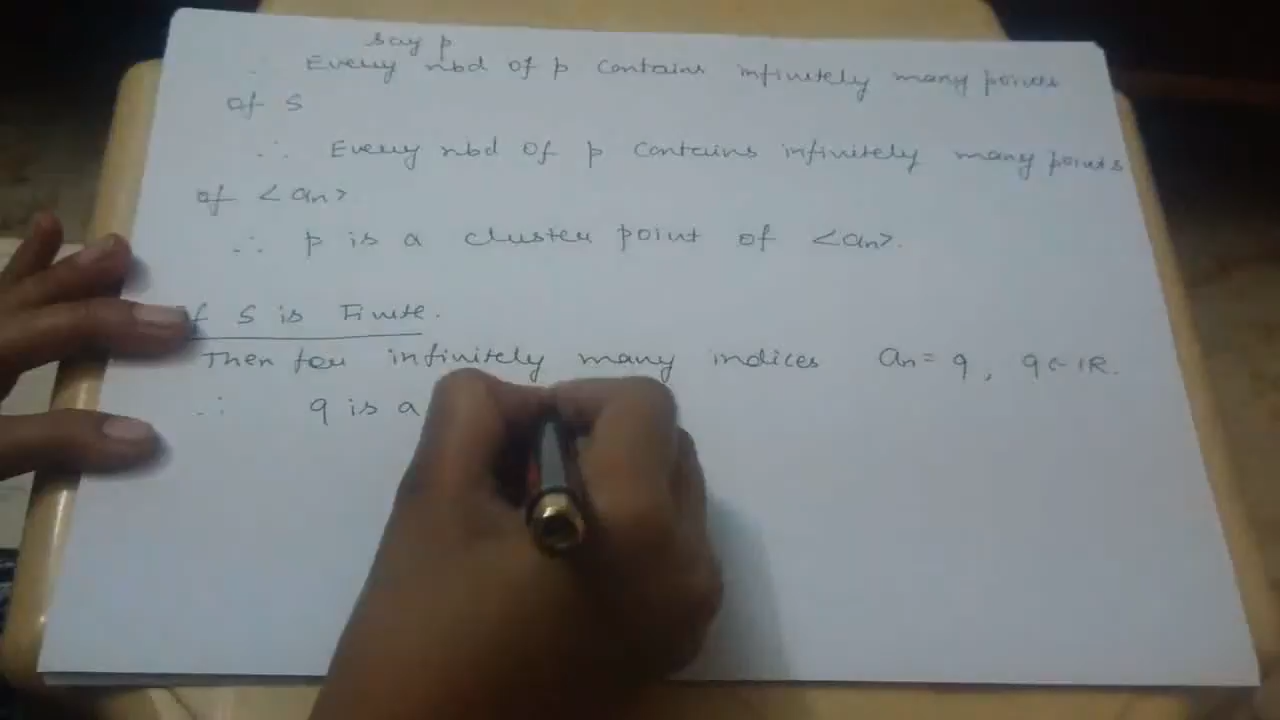 say p
∴ Every nbd of p contains infinitely many points
of S
∴ Every nbd of p contains infinitely many points
of <an>
∴ p is a cluster point of <an>.
If S is Finite.
Then for infinitely many indices an = q, q ∈ IR.
∴ q is a